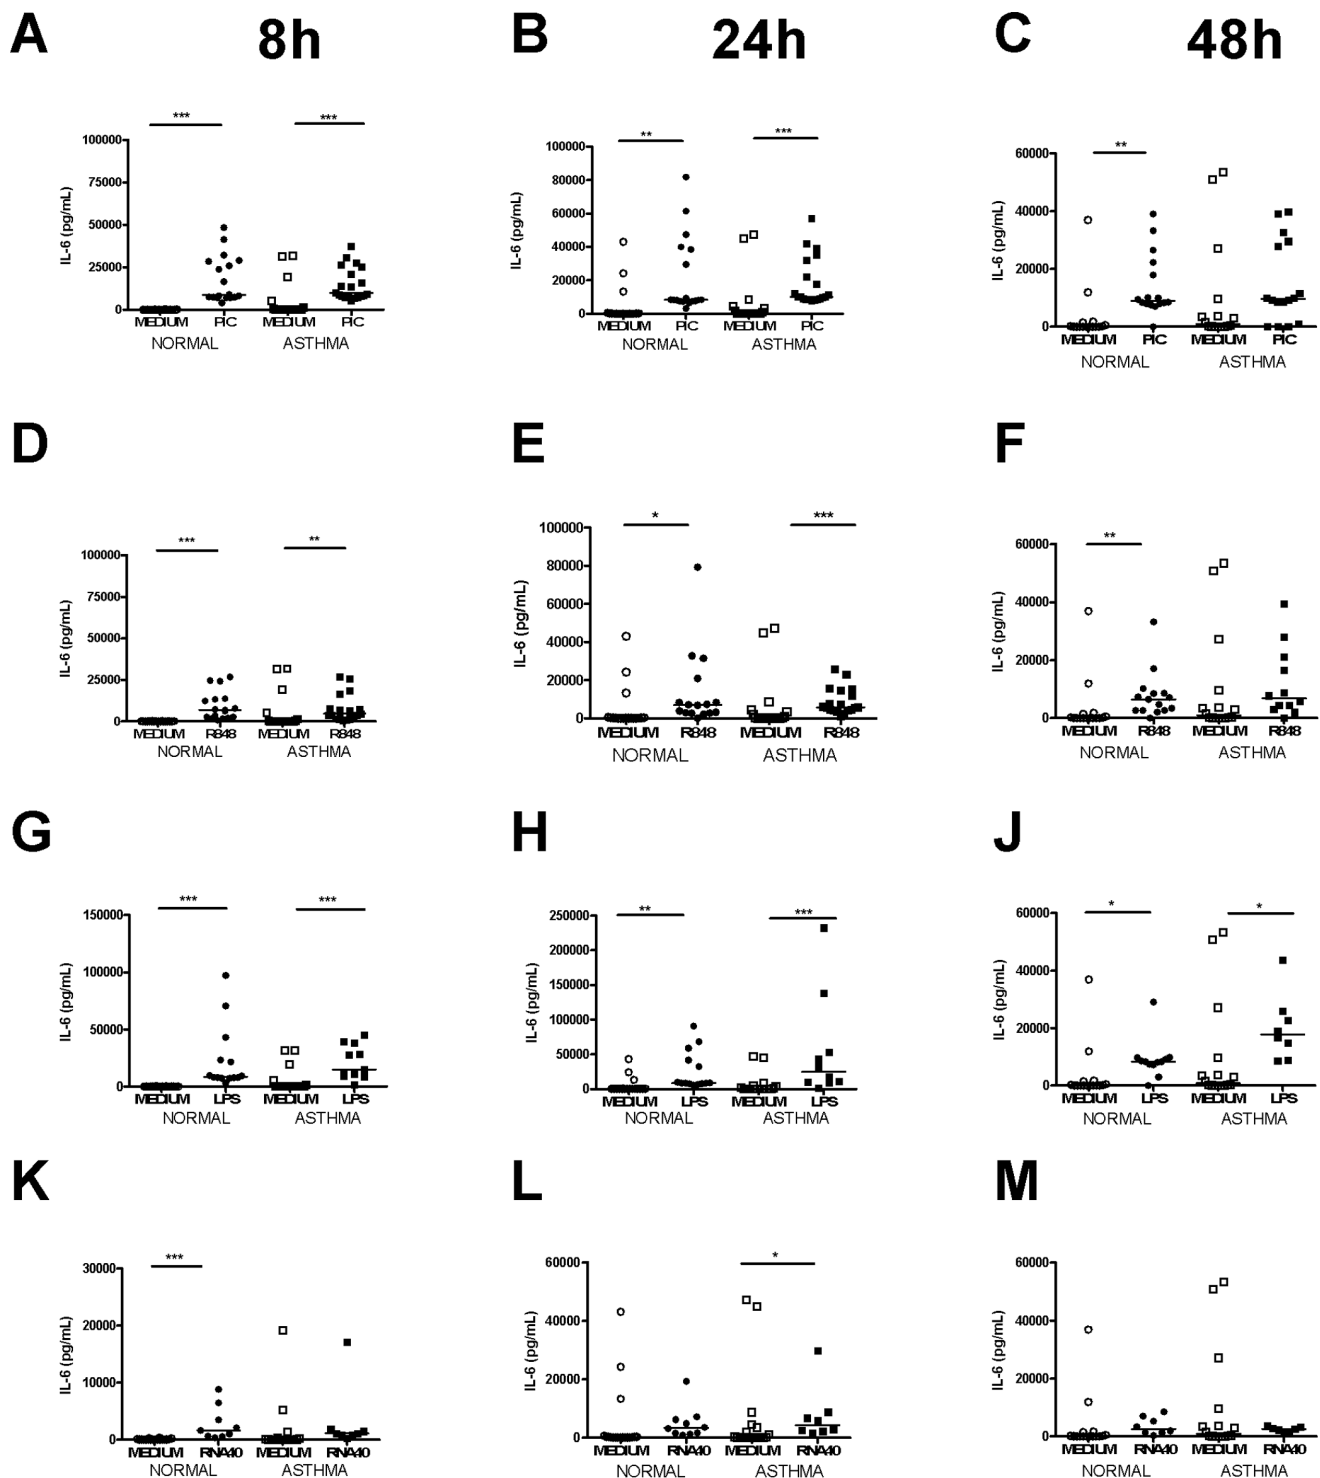 A 8h B 24h C 48h
*** *** ** *** **
IL-6 (pg/mL) 100000 75000 50000 25000 0
MEDIUM PIC MEDIUM PIC
NORMAL ASTHMA
IL-6 (pg/mL) 100000 80000 60000 40000 20000 0
MEDIUM PIC MEDIUM PIC
NORMAL ASTHMA
IL-6 (pg/mL) 60000 40000 20000 0
MEDIUM PIC MEDIUM PIC
NORMAL ASTHMA
D E F
*** ** * *** **
IL-6 (pg/mL) 100000 75000 50000 25000 0
MEDIUM R848 MEDIUM R848
NORMAL ASTHMA
IL-6 (pg/mL) 100000 80000 60000 40000 20000 0
MEDIUM R848 MEDIUM R848
NORMAL ASTHMA
IL-6 (pg/mL) 60000 40000 20000 0
MEDIUM R848 MEDIUM R848
NORMAL ASTHMA
G H J
*** *** ** *** * *
IL-6 (pg/mL) 150000 100000 50000 0
MEDIUM LPS MEDIUM LPS
NORMAL ASTHMA
IL-6 (pg/mL) 250000 200000 150000 100000 50000 0
MEDIUM LPS MEDIUM LPS
NORMAL ASTHMA
IL-6 (pg/mL) 60000 40000 20000 0
MEDIUM LPS MEDIUM LPS
NORMAL ASTHMA
K L M
*** *
IL-6 (pg/mL) 30000 20000 10000 0
MEDIUM RNA40 MEDIUM RNA40
NORMAL ASTHMA
IL-6 (pg/mL) 60000 40000 20000 0
MEDIUM RNA40 MEDIUM RNA40
NORMAL ASTHMA
IL-6 (pg/mL) 60000 40000 20000 0
MEDIUM RNA40 MEDIUM RNA40
NORMAL ASTHMA